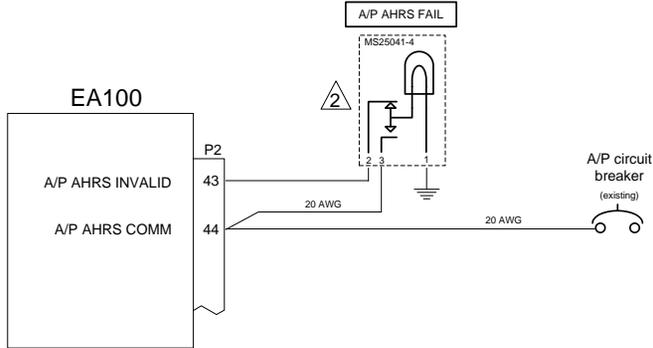 A/P AHRS FAIL
MS25041-4
2
EA100
P2
2 3 1
A/P circuit
breaker
(existing)
A/P AHRS INVALID 43
20 AWG
A/P AHRS COMM 44
20 AWG